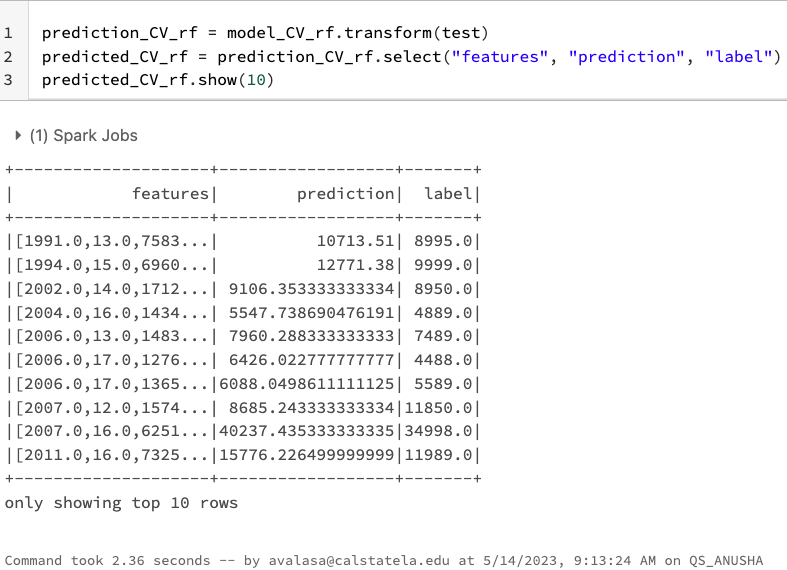 1 prediction_CV_rf = model_CV_rf.transform(test)
2 predicted_CV_rf = prediction_CV_rf.select("features", "prediction", "label")
3 predicted_CV_rf.show(10)
(1) Spark Jobs
+--------------------+------------------+-------+
|            features|        prediction|  label|
+--------------------+------------------+-------+
|[1991.0,13.0,7583...|          10713.51| 8995.0|
|[1994.0,15.0,6960...|          12771.38| 9999.0|
|[2002.0,14.0,1712...| 9106.353333333334| 8950.0|
|[2004.0,16.0,1434...| 5547.738690476191| 4889.0|
|[2006.0,13.0,1483...| 7960.288333333333| 7489.0|
|[2006.0,17.0,1276...| 6426.022777777777| 4488.0|
|[2006.0,17.0,1365...|6088.0498611111125| 5589.0|
|[2007.0,12.0,1574...| 8685.243333333334|11850.0|
|[2007.0,16.0,6251...|40237.435333333335|34998.0|
|[2011.0,16.0,7325...|15776.226499999999|11989.0|
+--------------------+------------------+-------+
only showing top 10 rows
Command took 2.36 seconds -- by avalasa@calstatela.edu at 5/14/2023, 9:13:24 AM on QS_ANUSHA